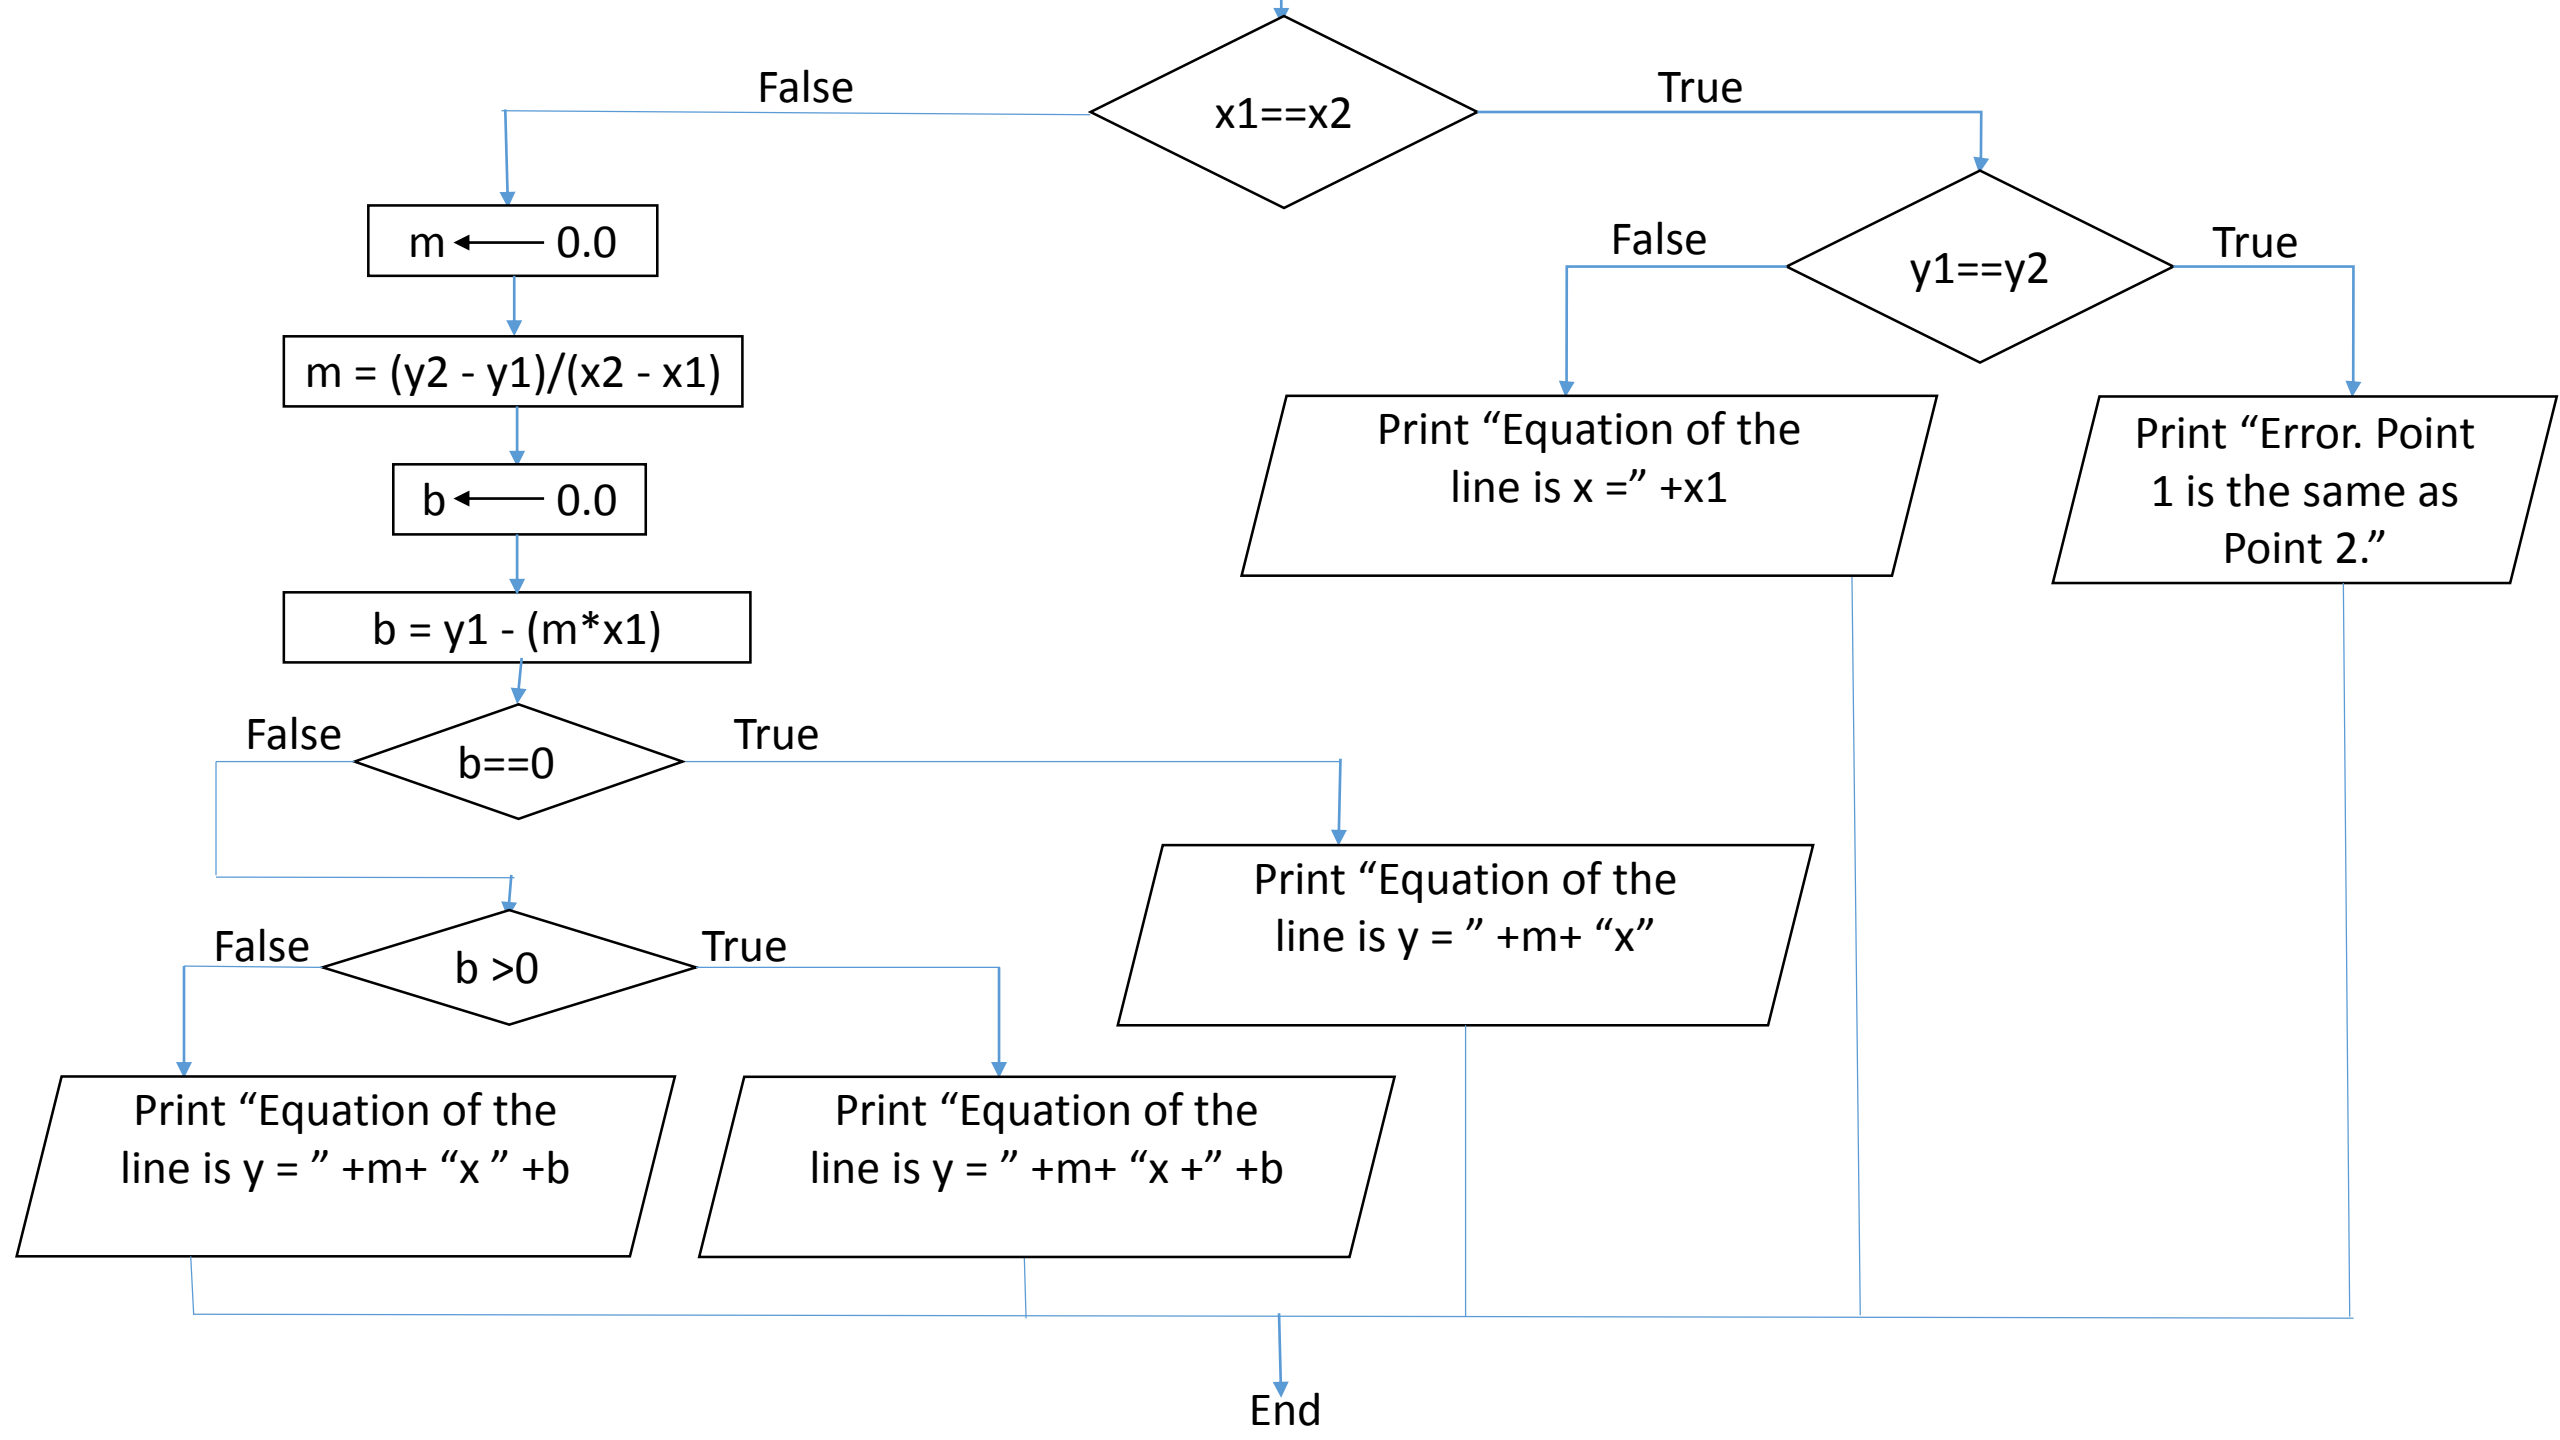 False
x1==x2
True
m ← 0.0
False
y1==y2
True
m = (y2 - y1)/(x2 - x1)
b ← 0.0
Print “Equation of the
line is x =” +x1
Print “Error. Point
1 is the same as
Point 2.”
b = y1 - (m*x1)
False
b==0
True
Print “Equation of the
line is y = ” +m+ “x”
False
b >0
True
Print “Equation of the
line is y = ” +m+ “x ” +b
Print “Equation of the
line is y = ” +m+ “x +” +b
End